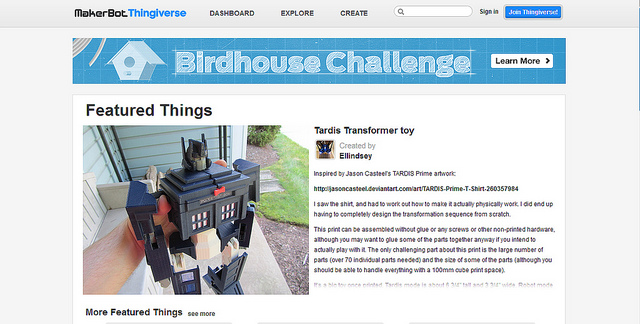 MakerBot Thingiverse DASHBOARD EXPLORE CREATE Sign in Join Thingiverse!
Birdhouse Challenge Learn More
Featured Things
Tardis Transformer toy
Created by
Ellindsey
Inspired by Jason Casteel's TARDIS Prime artwork:
http://jasoncasteel.deviantart.com/art/TARDIS-Prime-T-Shirt-260357984
I saw the shirt, and had to work out how to make it actually physically work. I did end up
having to completely design the transformation sequence from scratch.
This print can be assembled without glue or any screws or other non-printed hardware,
although you may want to glue some of the parts together anyway if you intend to
actually play with it. The only challenging part about this print is the large number of
parts (over 70 individual parts needed) and the size of some of the parts (although you
should be able to handle everything with a 100mm cube print space).
More Featured Things see more